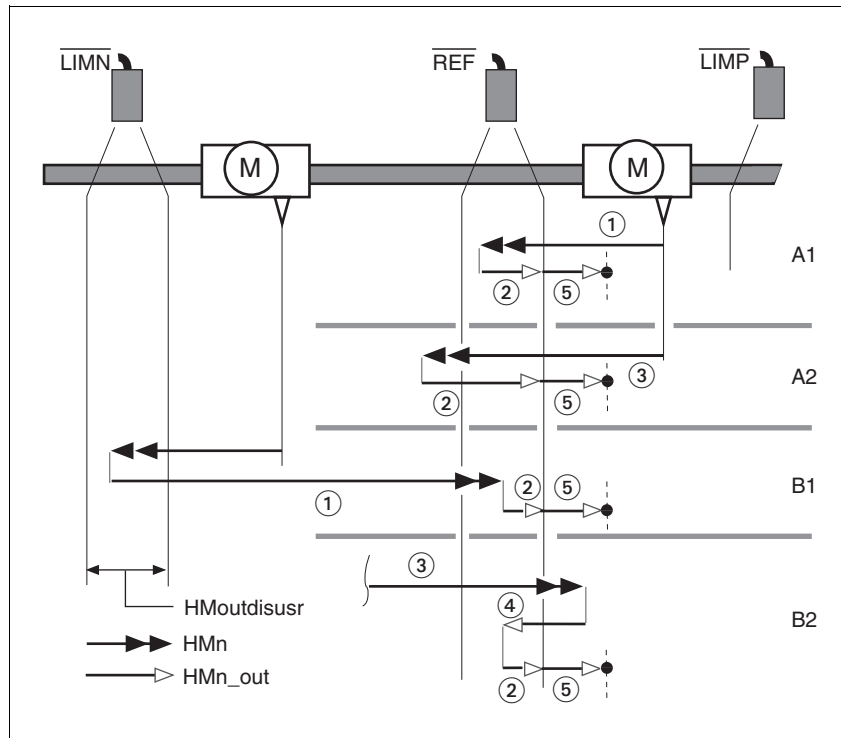 LIMN REF LIMP
M M
①
A1
② ⑤
③
A2
② ⑤
② ⑤
B1
①
③
④
HMoutdisusr
B2
HMn
HMn_out
② ⑤